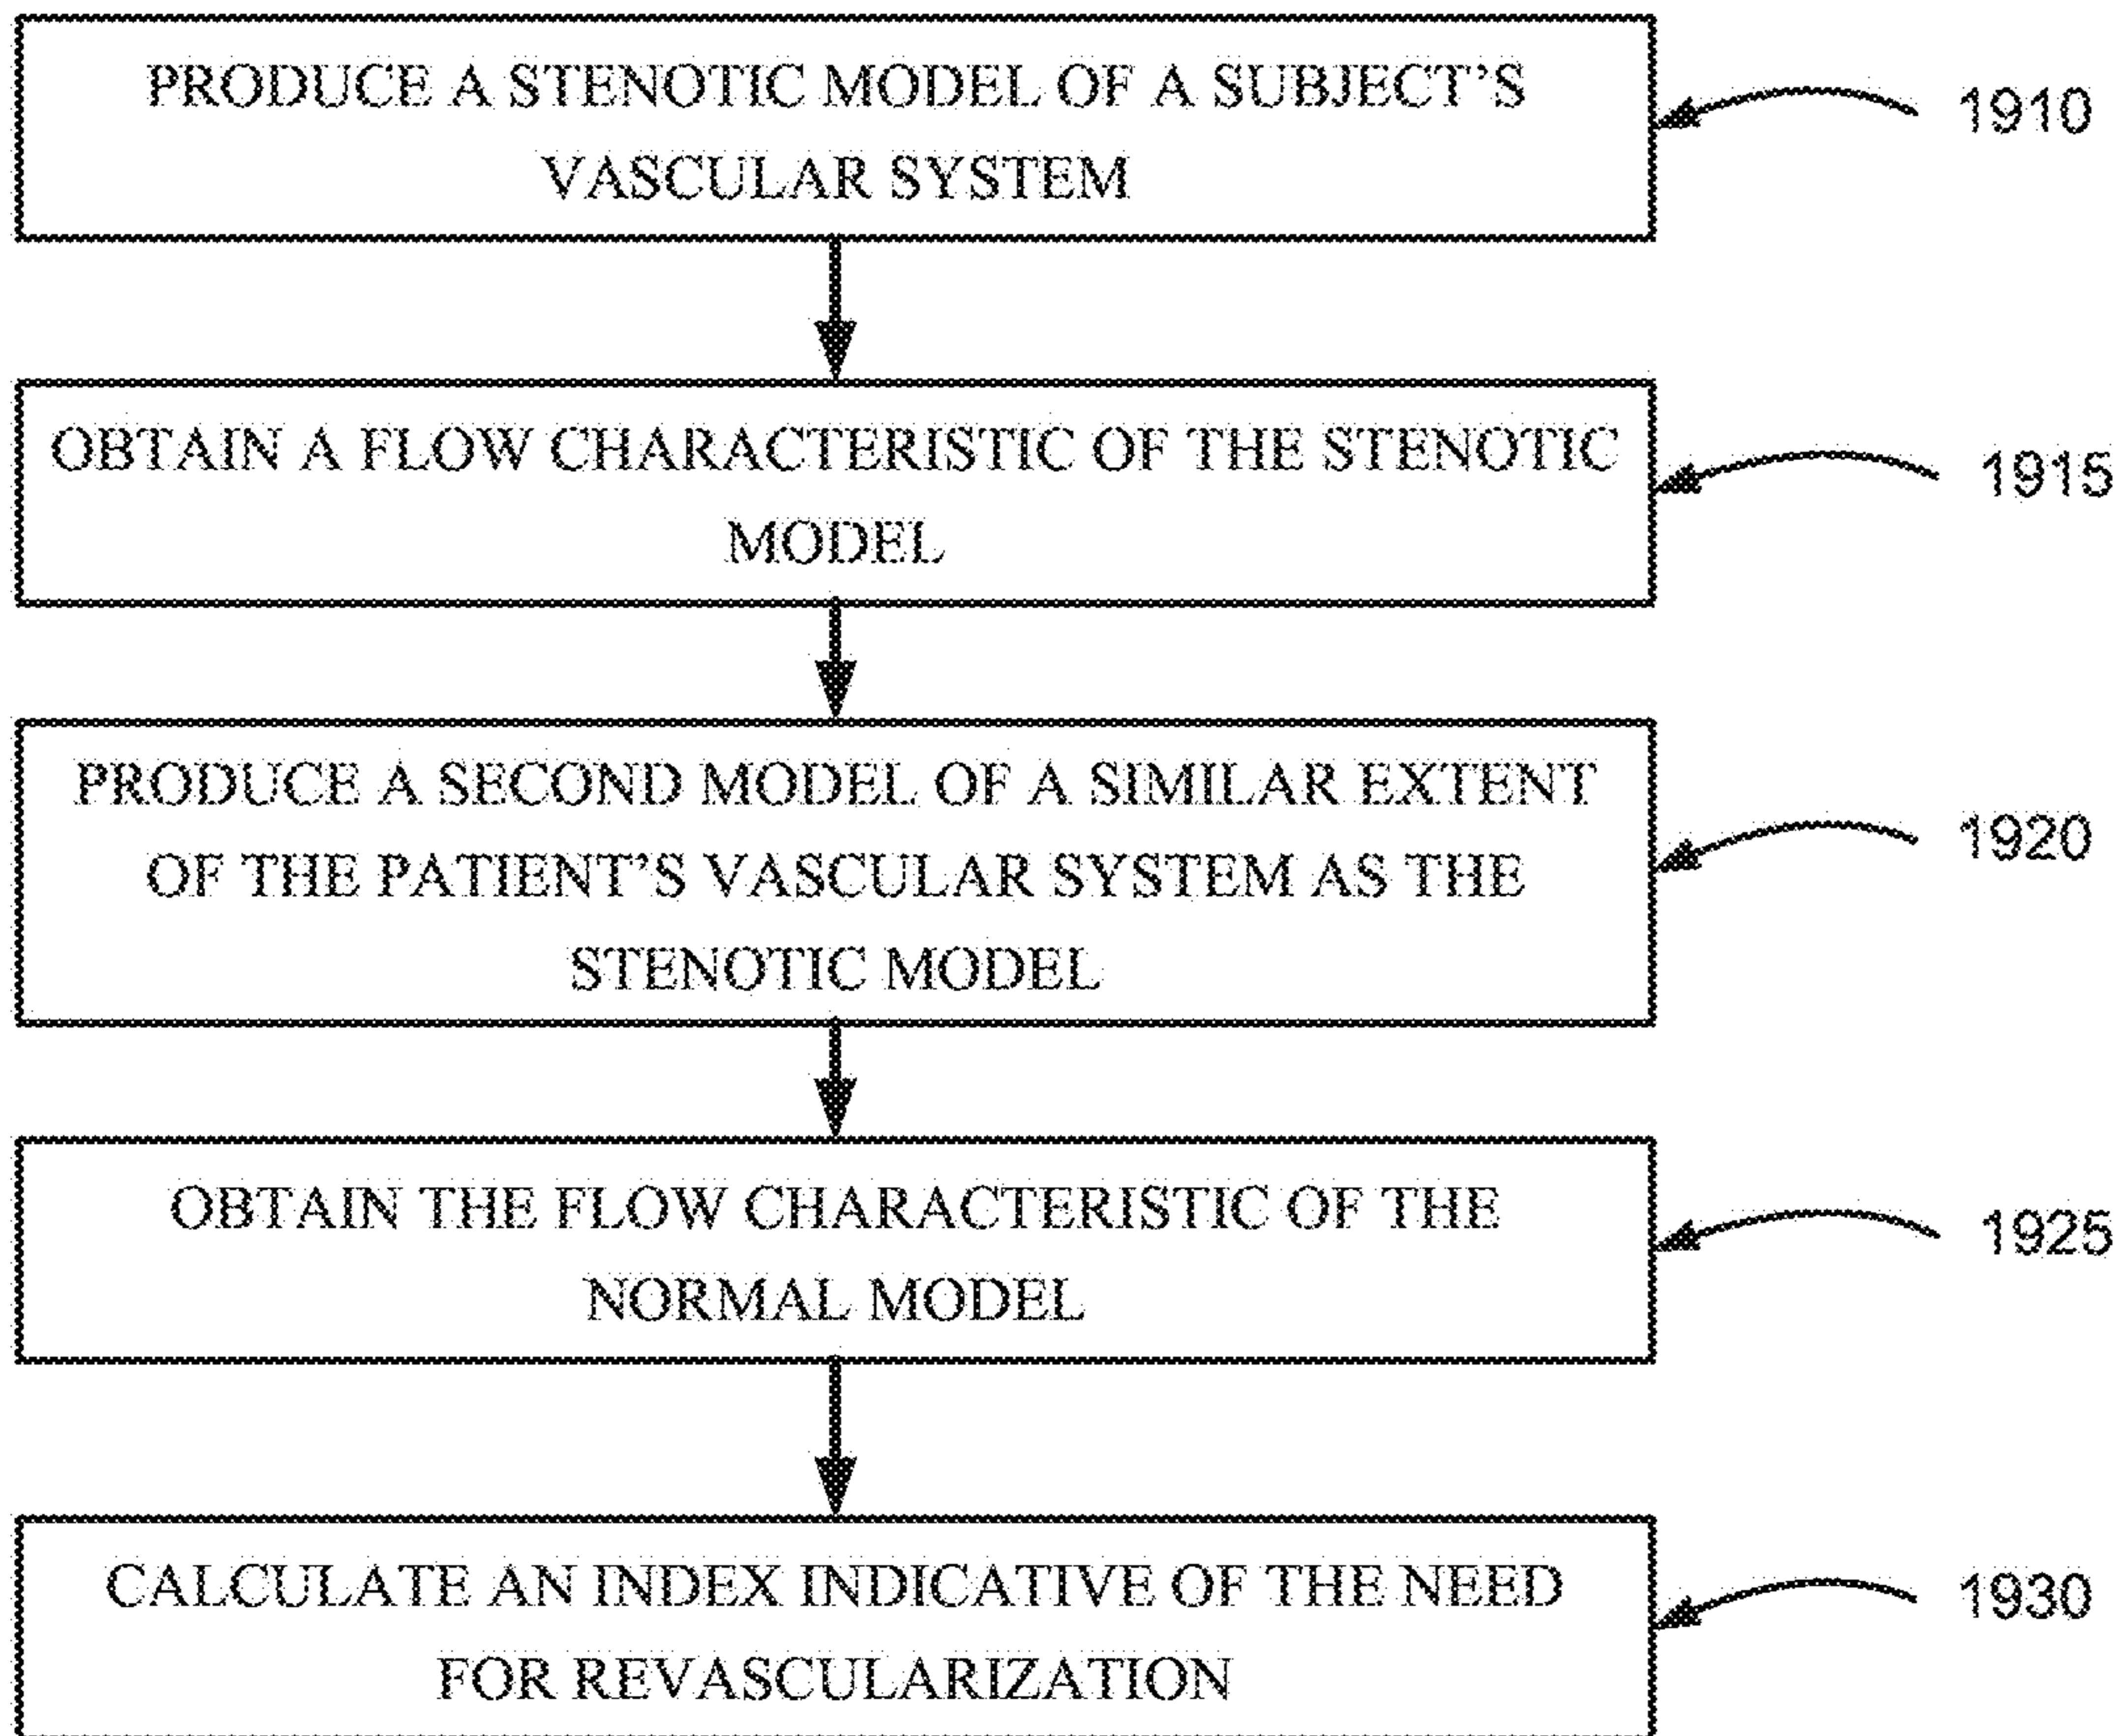 PRODUCE A STENOTIC MODEL OF A SUBJECT'S
VASCULAR SYSTEM
1910
OBTAIN A FLOW CHARACTERISTIC OF THE STENOTIC
MODEL
1915
PRODUCE A SECOND MODEL OF A SIMILAR EXTENT
OF THE PATIENT'S VASCULAR SYSTEM AS THE
STENOTIC MODEL
1920
OBTAIN THE FLOW CHARACTERISTIC OF THE
NORMAL MODEL
1925
CALCULATE AN INDEX INDICATIVE OF THE NEED
FOR REVASCULARIZATION
1930